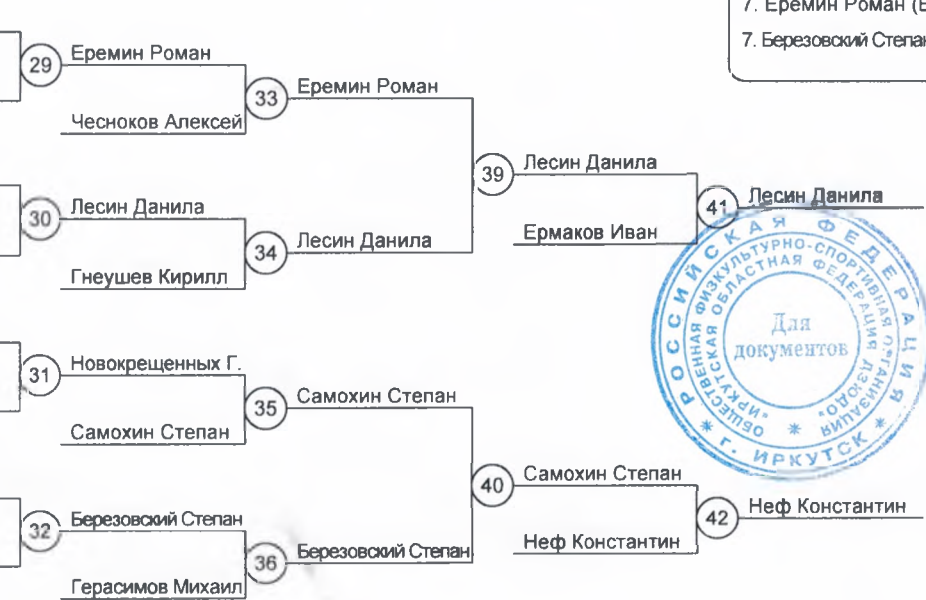 7. Еремин Роман (Е
7. Березовский Степан
29 Еремин Роман
33 Еремин Роман
Чесноков Алексей
39 Лесин Данила
30 Лесин Данила
41 Лесин Данила
34 Лесин Данила
Ермаков Иван
Гнеушев Кирилл
31 Новокрещенных Г.
35 Самохин Степан
Самохин Степан
40 Самохин Степан
32 Березовский Степан
42 Неф Константин
36 Березовский Степан
Неф Константин
Герасимов Михаил
РОССИЙСКАЯ ФЕДЕРАЦИЯ
* г. ИРКУТСК *
ОБЩЕСТВЕННАЯ ФИЗКУЛЬТУРНО-СПОРТИВНАЯ ОРГАНИЗАЦИЯ *
"ИРКУТСКАЯ ОБЛАСТНАЯ ФЕДЕРАЦИЯ ДЗЮДО"
Для
документов